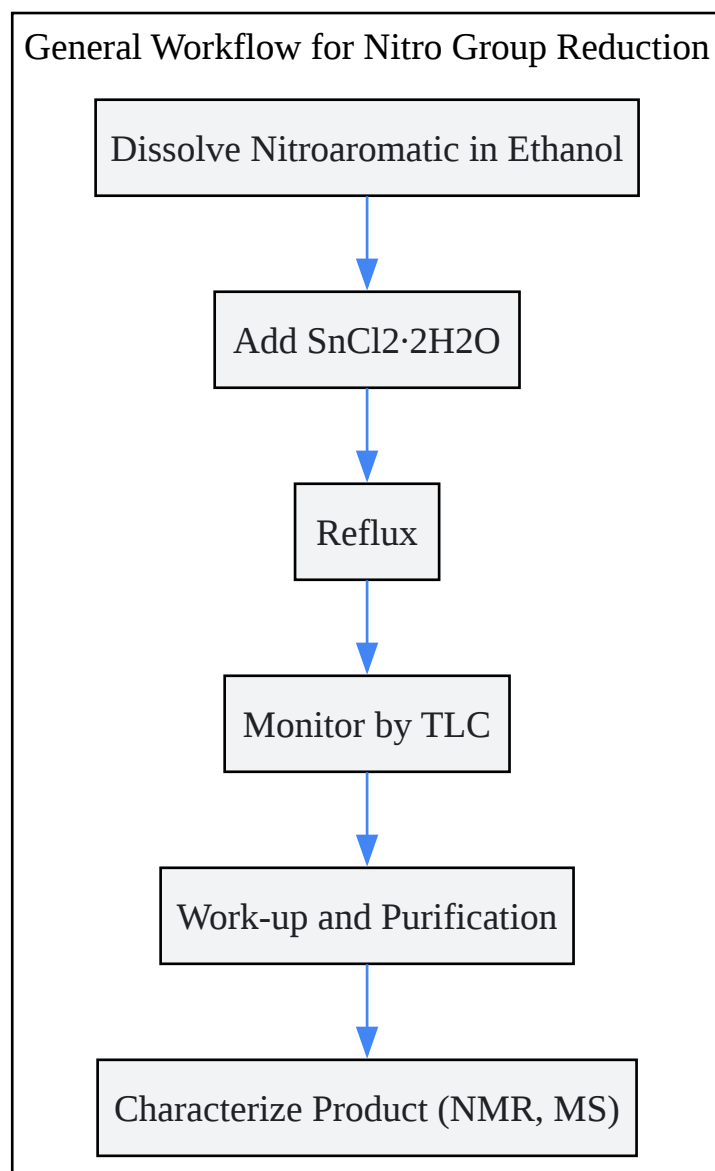 General Workflow for Nitro Group Reduction
Dissolve Nitroaromatic in Ethanol
Add SnCl2·2H2O
Reflux
Monitor by TLC
Work-up and Purification
Characterize Product (NMR, MS)